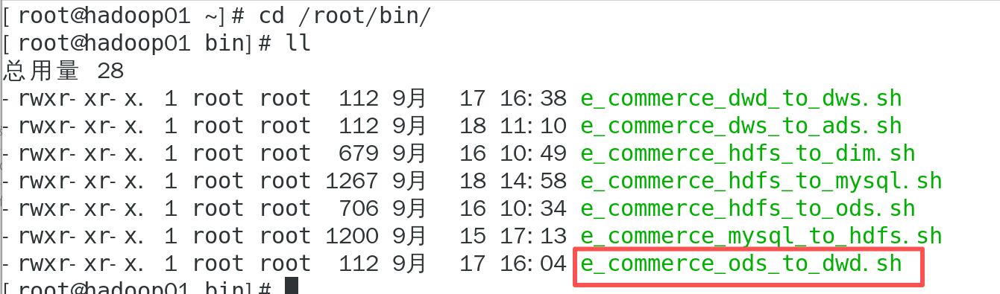 [root@hadoop01 ~]# cd /root/bin/
[root@hadoop01 bin]# ll
总用量 28
-rwxr-xr-x. 1 root root  112 9月  17 16:38 e_commerce_dwd_to_dws.sh
-rwxr-xr-x. 1 root root  112 9月  18 11:10 e_commerce_dws_to_ads.sh
-rwxr-xr-x. 1 root root  679 9月  16 10:49 e_commerce_hdfs_to_dim.sh
-rwxr-xr-x. 1 root root 1267 9月  18 14:58 e_commerce_hdfs_to_mysql.sh
-rwxr-xr-x. 1 root root  706 9月  16 10:34 e_commerce_hdfs_to_ods.sh
-rwxr-xr-x. 1 root root 1200 9月  15 17:13 e_commerce_mysql_to_hdfs.sh
-rwxr-xr-x. 1 root root  112 9月  17 16:04 e_commerce_ods_to_dwd.sh
[root@hadoop01 bin]#